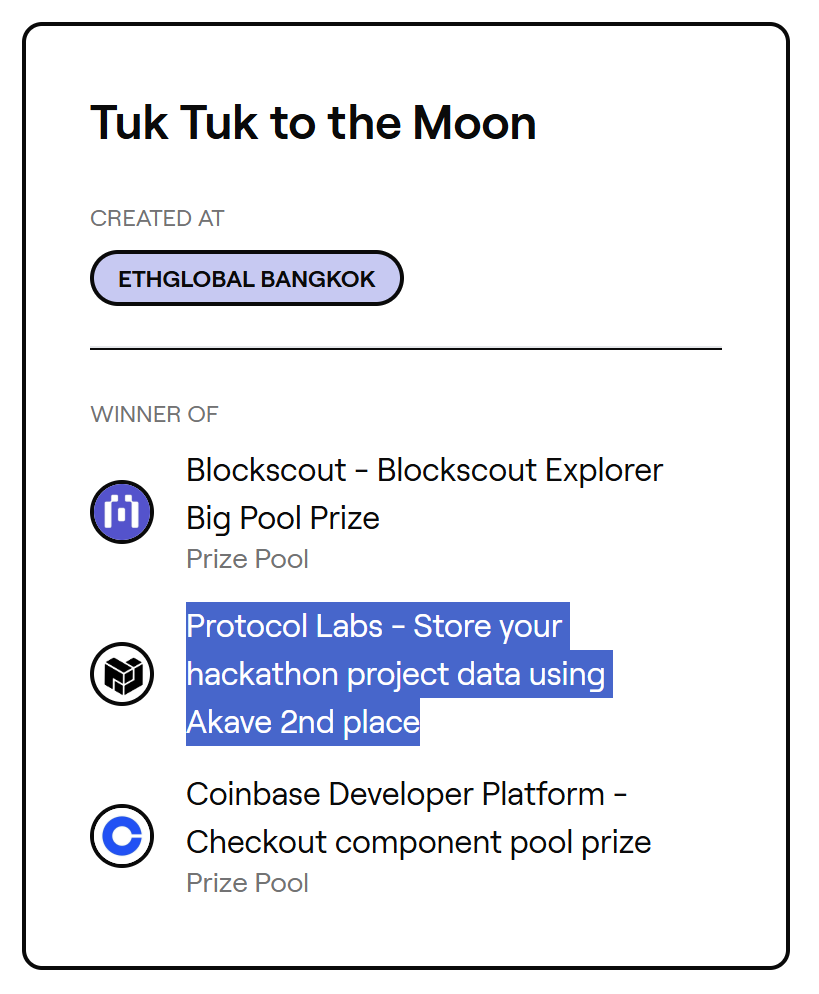 Tuk Tuk to the Moon
CREATED AT
ETHGLOBAL BANGKOK
WINNER OF
Blockscout - Blockscout Explorer
Big Pool Prize
Prize Pool
Protocol Labs - Store your
hackathon project data using
Akave 2nd place
Coinbase Developer Platform -
Checkout component pool prize
Prize Pool